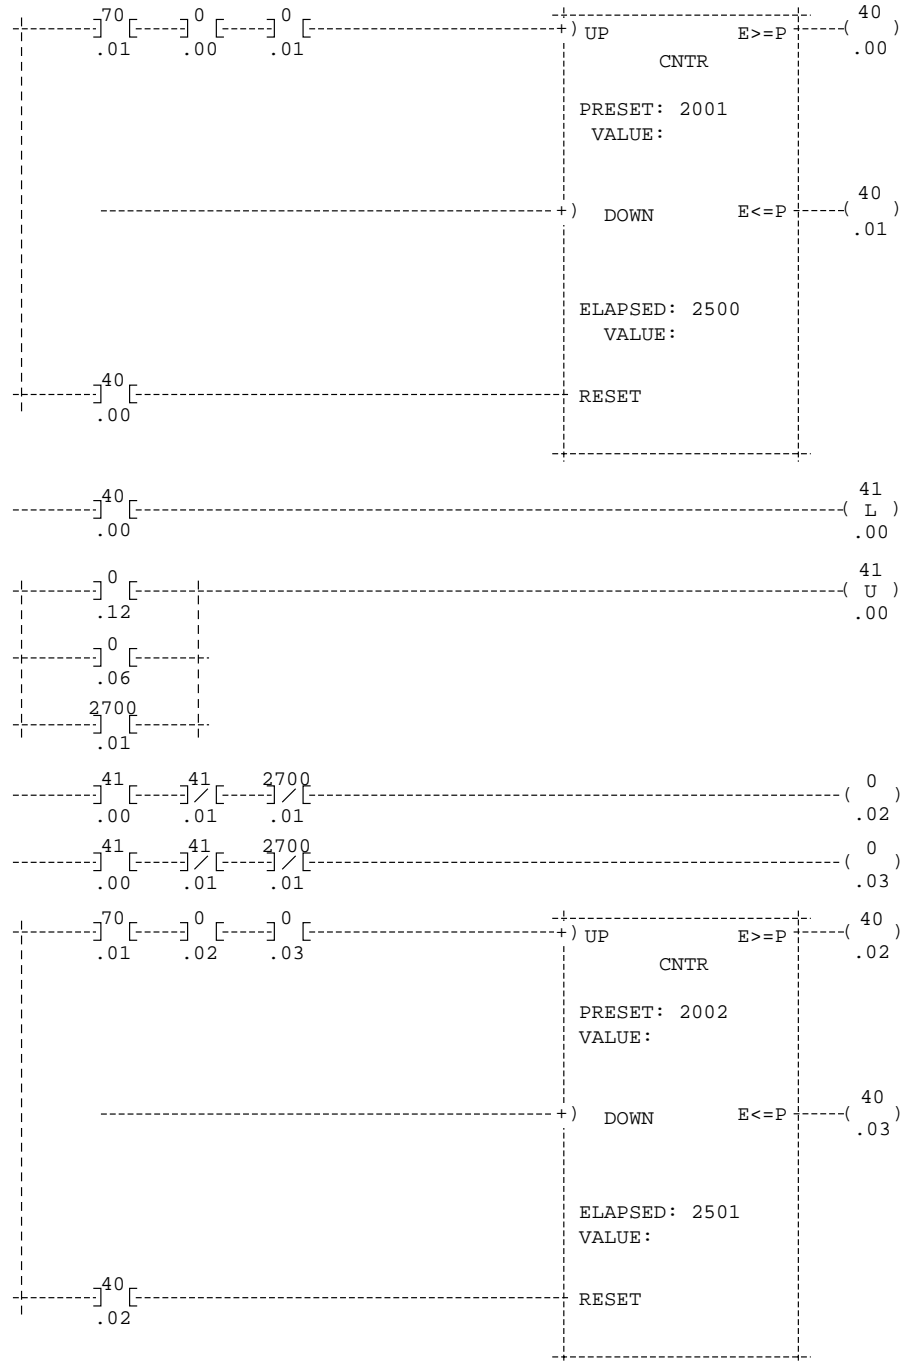 70 0 0 40
+) UP E>=P ( )
.01 .00 .01 .00
CNTR
PRESET: 2001
VALUE:
40
+) DOWN E<=P ( )
.01
ELAPSED: 2500
VALUE:
40
RESET
.00
40 41
( L )
.00 .00
0 41
( U )
.12 .00
0
.06
2700
.01
41 41 2700 0
( )
.00 .01 .01 .02
41 41 2700 0
( )
.00 .01 .01 .03
70 0 0 40
+) UP E>=P ( )
.01 .02 .03 .02
CNTR
PRESET: 2002
VALUE:
40
+) DOWN E<=P ( )
.03
ELAPSED: 2501
VALUE:
40
RESET
.02